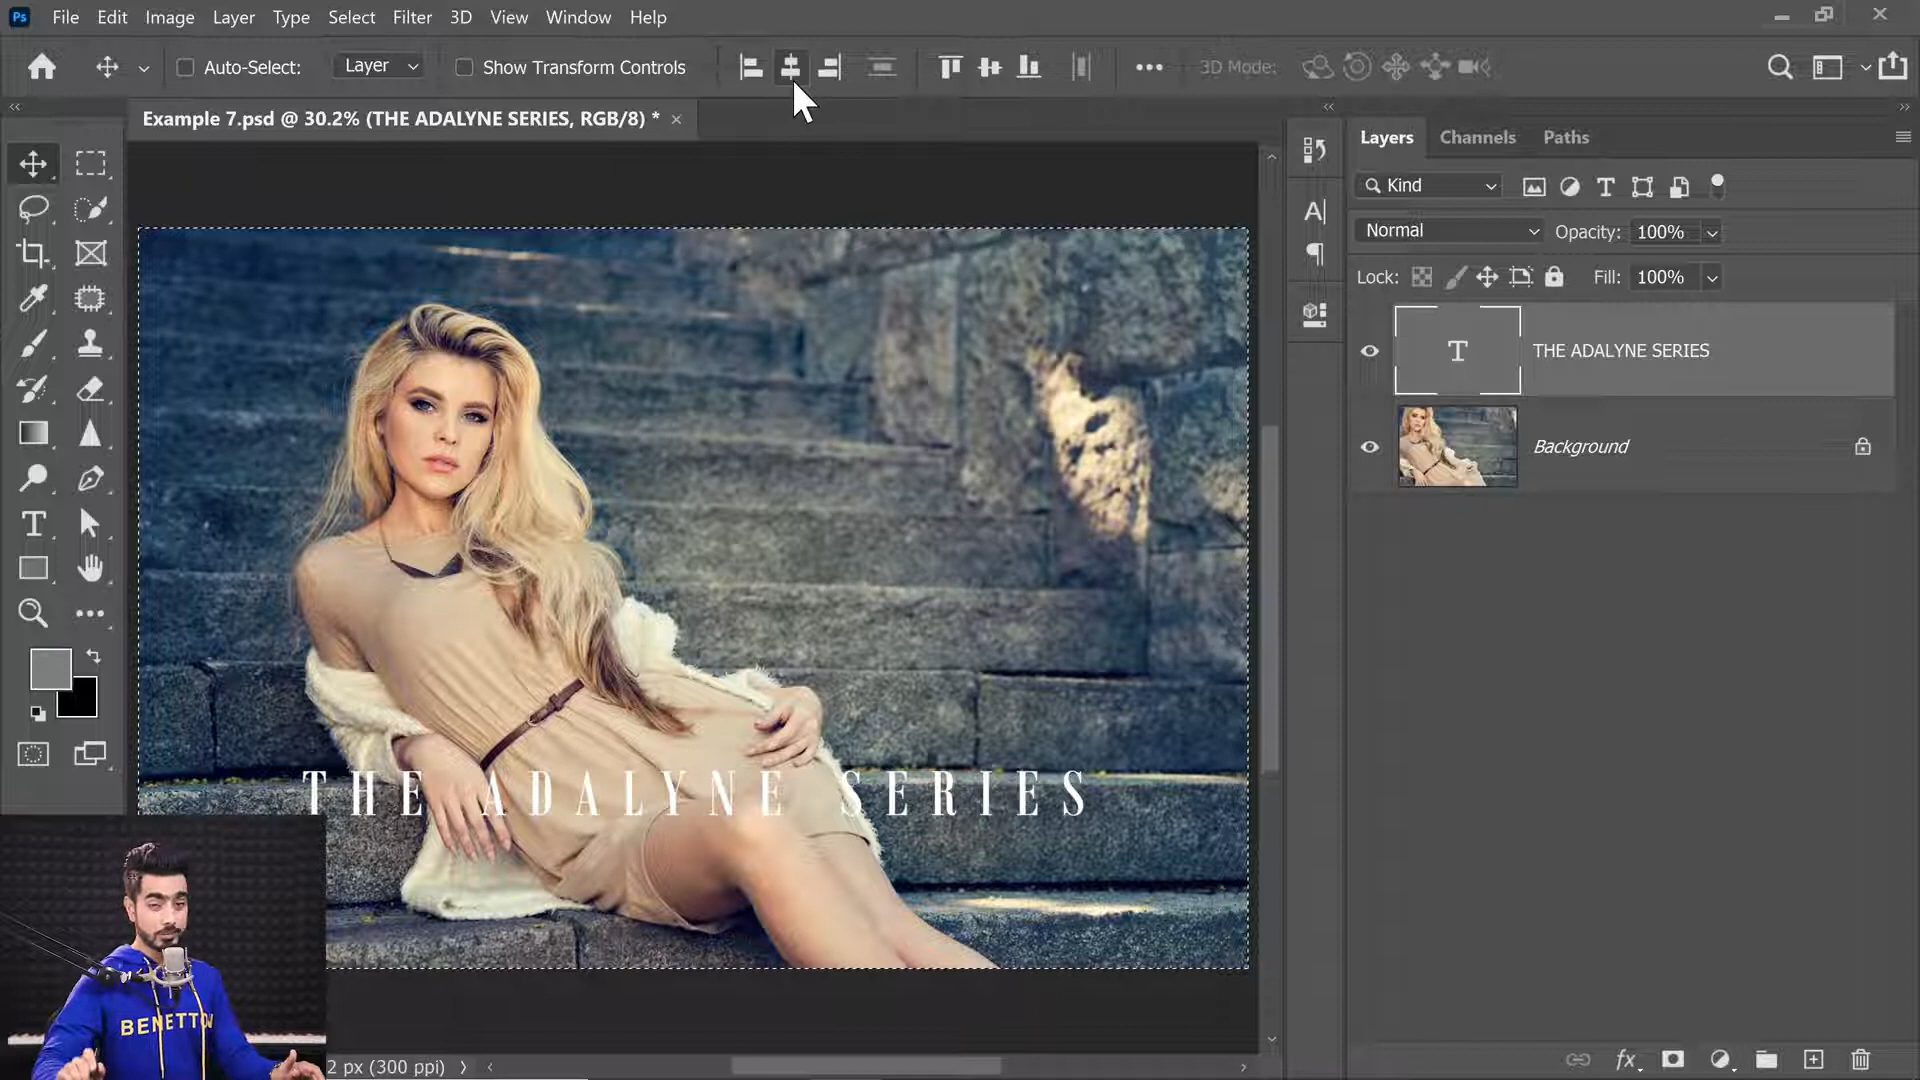 Ps File Edit Image Layer Type Select Filter 3D View Window Help
Auto-Select: Layer Show Transform Controls 3D Mode:
Example 7.psd @ 30.2% (THE ADALYNE SERIES, RGB/8) *
Layers Channels Paths
Kind
Normal Opacity: 100%
Lock: Fill: 100%
THE ADALYNE SERIES
Background
THE ADALYNE SERIES
BENETTON
2 px (300 ppi)
fx